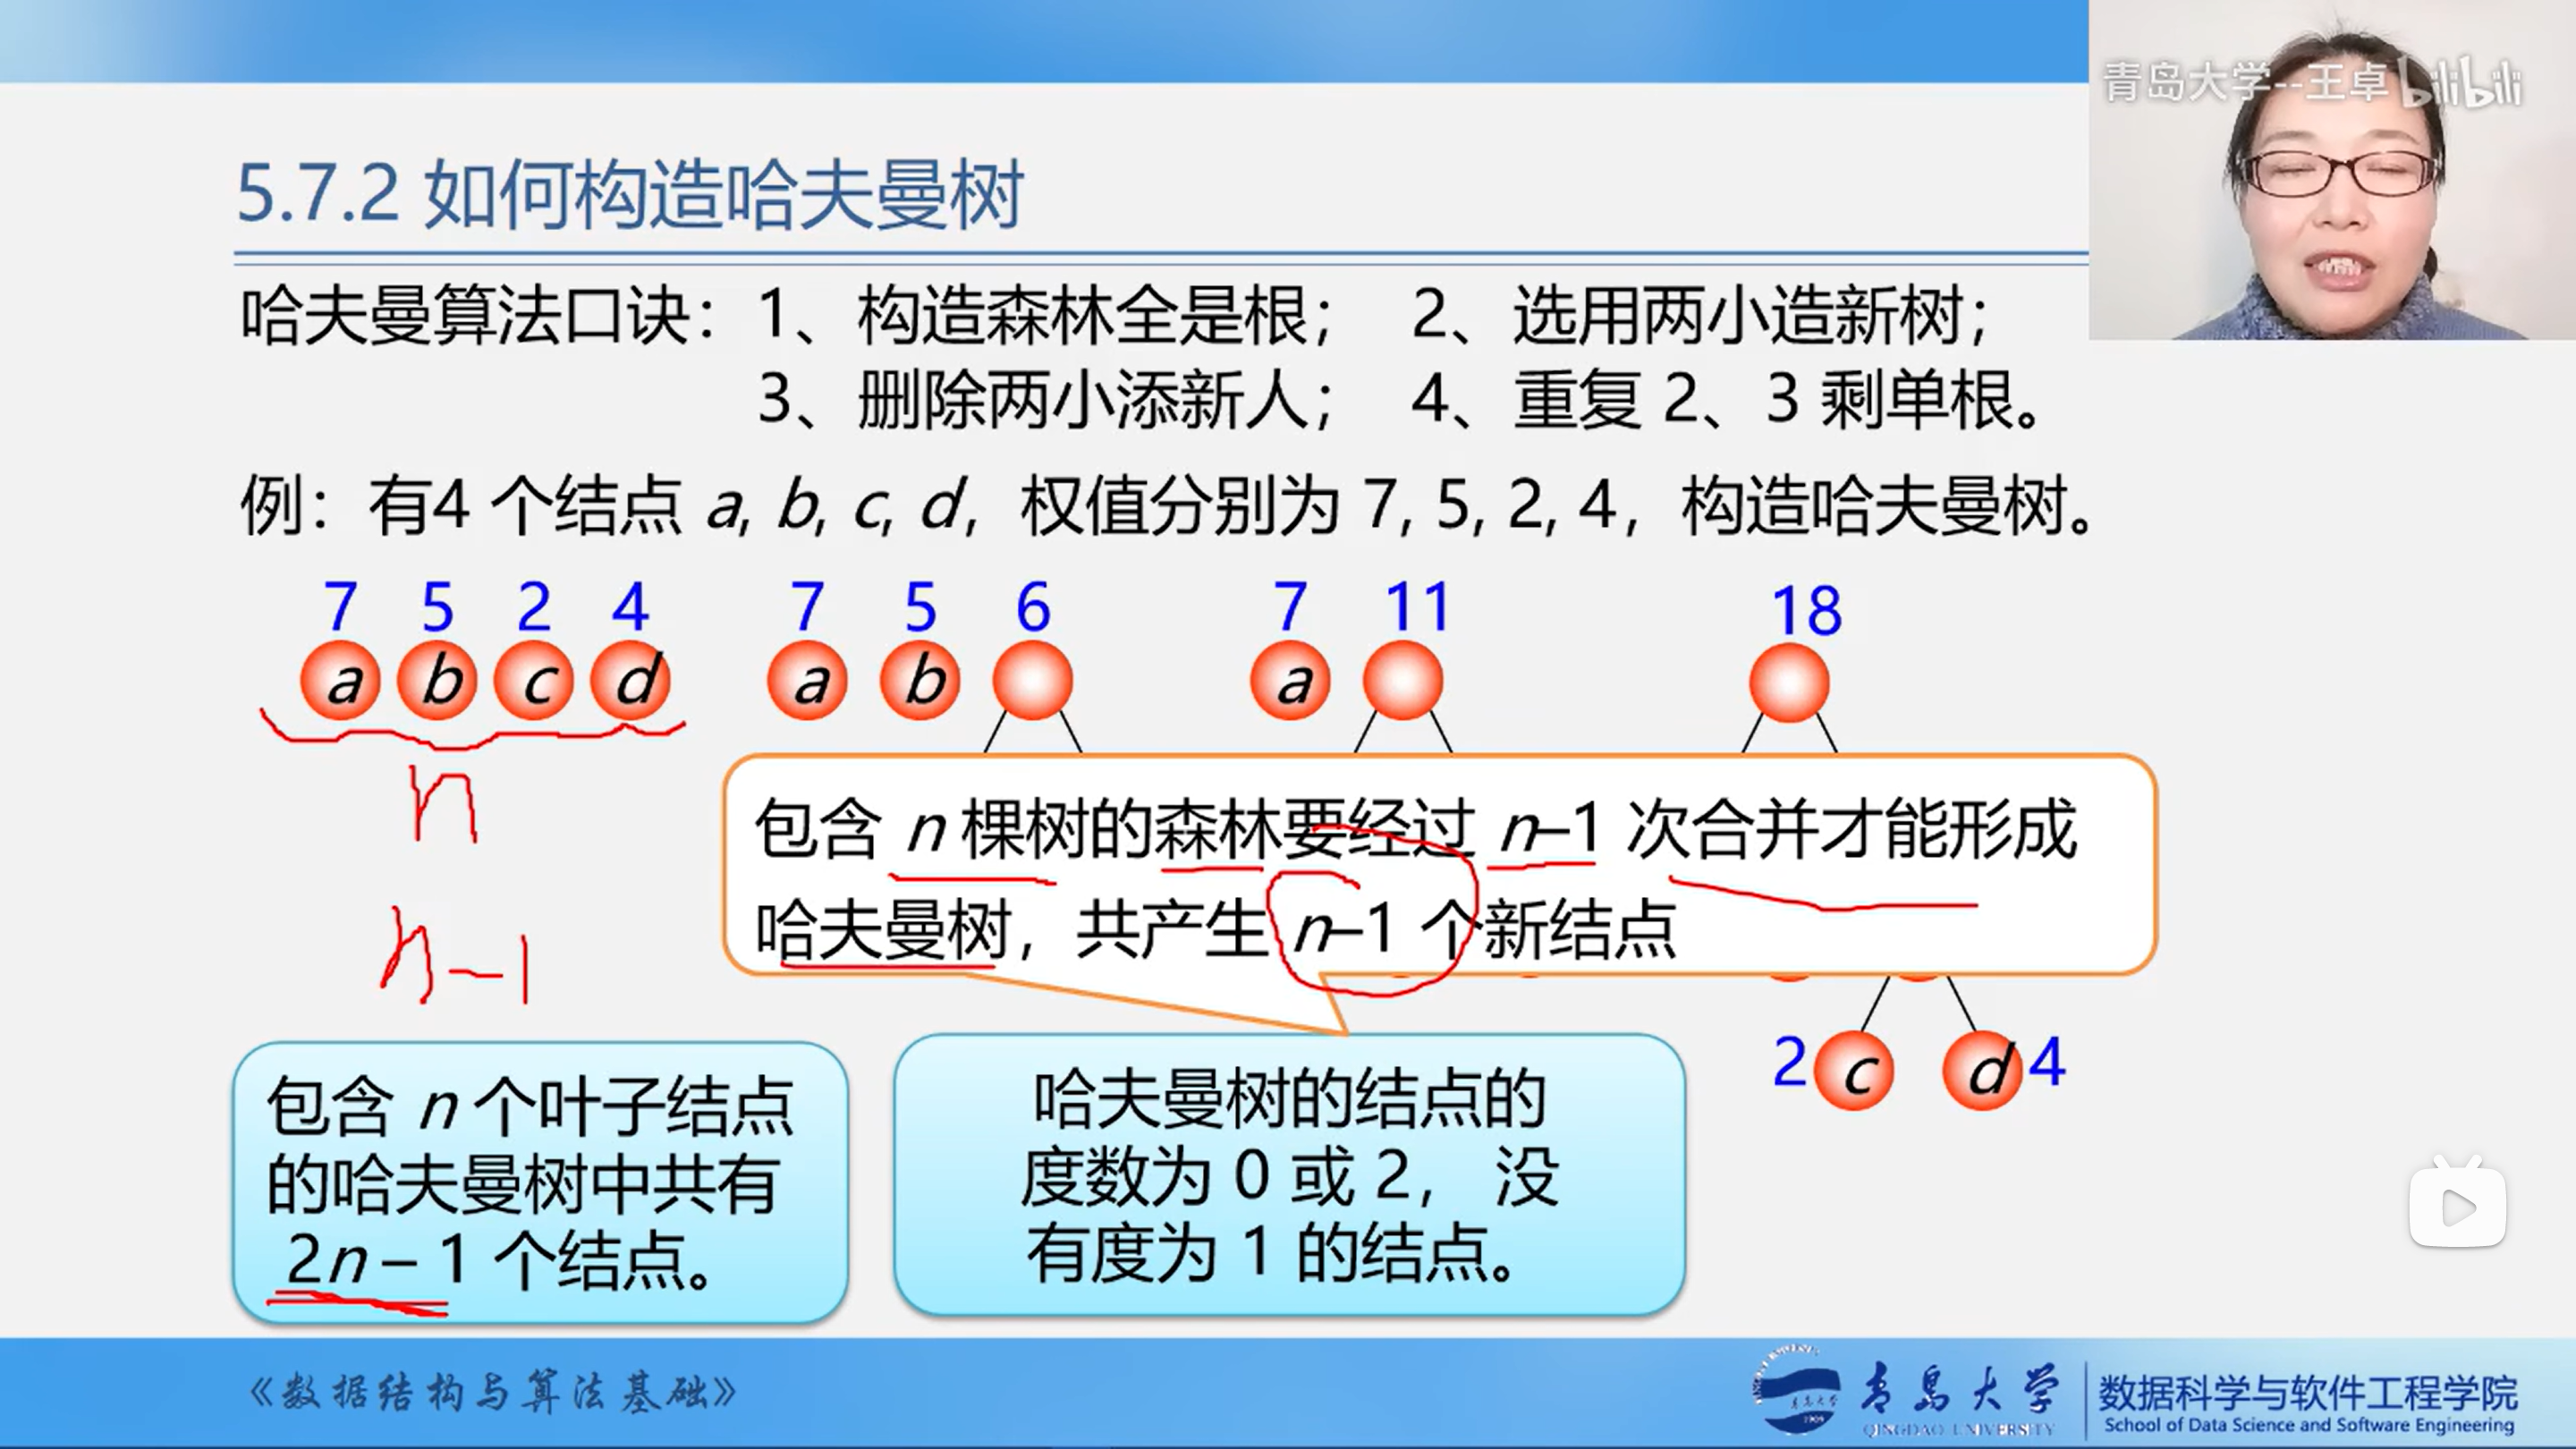 青岛大学--王卓 bilibili
5.7.2 如何构造哈夫曼树
哈夫曼算法口诀：1、构造森林全是根； 2、选用两小造新树；
3、删除两小添新人； 4、重复 2、3 剩单根。
例：有4 个结点 a, b, c, d，权值分别为 7, 5, 2, 4，构造哈夫曼树。
7 5 2 4 7 5 6 7 11 18
a b c d a b a
n
包含 n 棵树的森林要经过 n–1 次合并才能形成
哈夫曼树，共产生 n–1 个新结点
n-1
2 c d 4
包含 n 个叶子结点
的哈夫曼树中共有
2n – 1 个结点。
哈夫曼树的结点的
度数为 0 或 2， 没
有度为 1 的结点。
《数据结构与算法基础》
青岛大学
QINGDAO UNIVERSITY
数据科学与软件工程学院
School of Data Science and Software Engineering